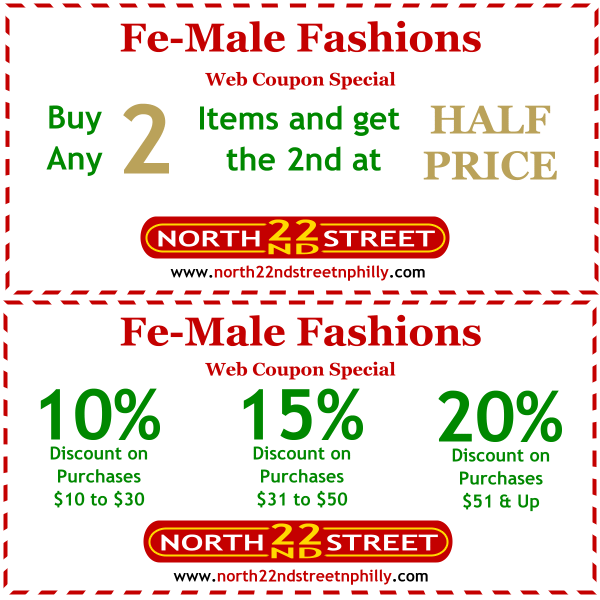 Fe-Male Fashions
Web Coupon Special
Buy Any 2 Items and get the 2nd at HALF PRICE
NORTH 22ND STREET
www.north22ndstreetnphilly.com
Fe-Male Fashions
Web Coupon Special
10% 15% 20%
Discount on Discount on Discount on
Purchases Purchases Purchases
$10 to $30 $31 to $50 $51 & Up
NORTH 22ND STREET
www.north22ndstreetnphilly.com